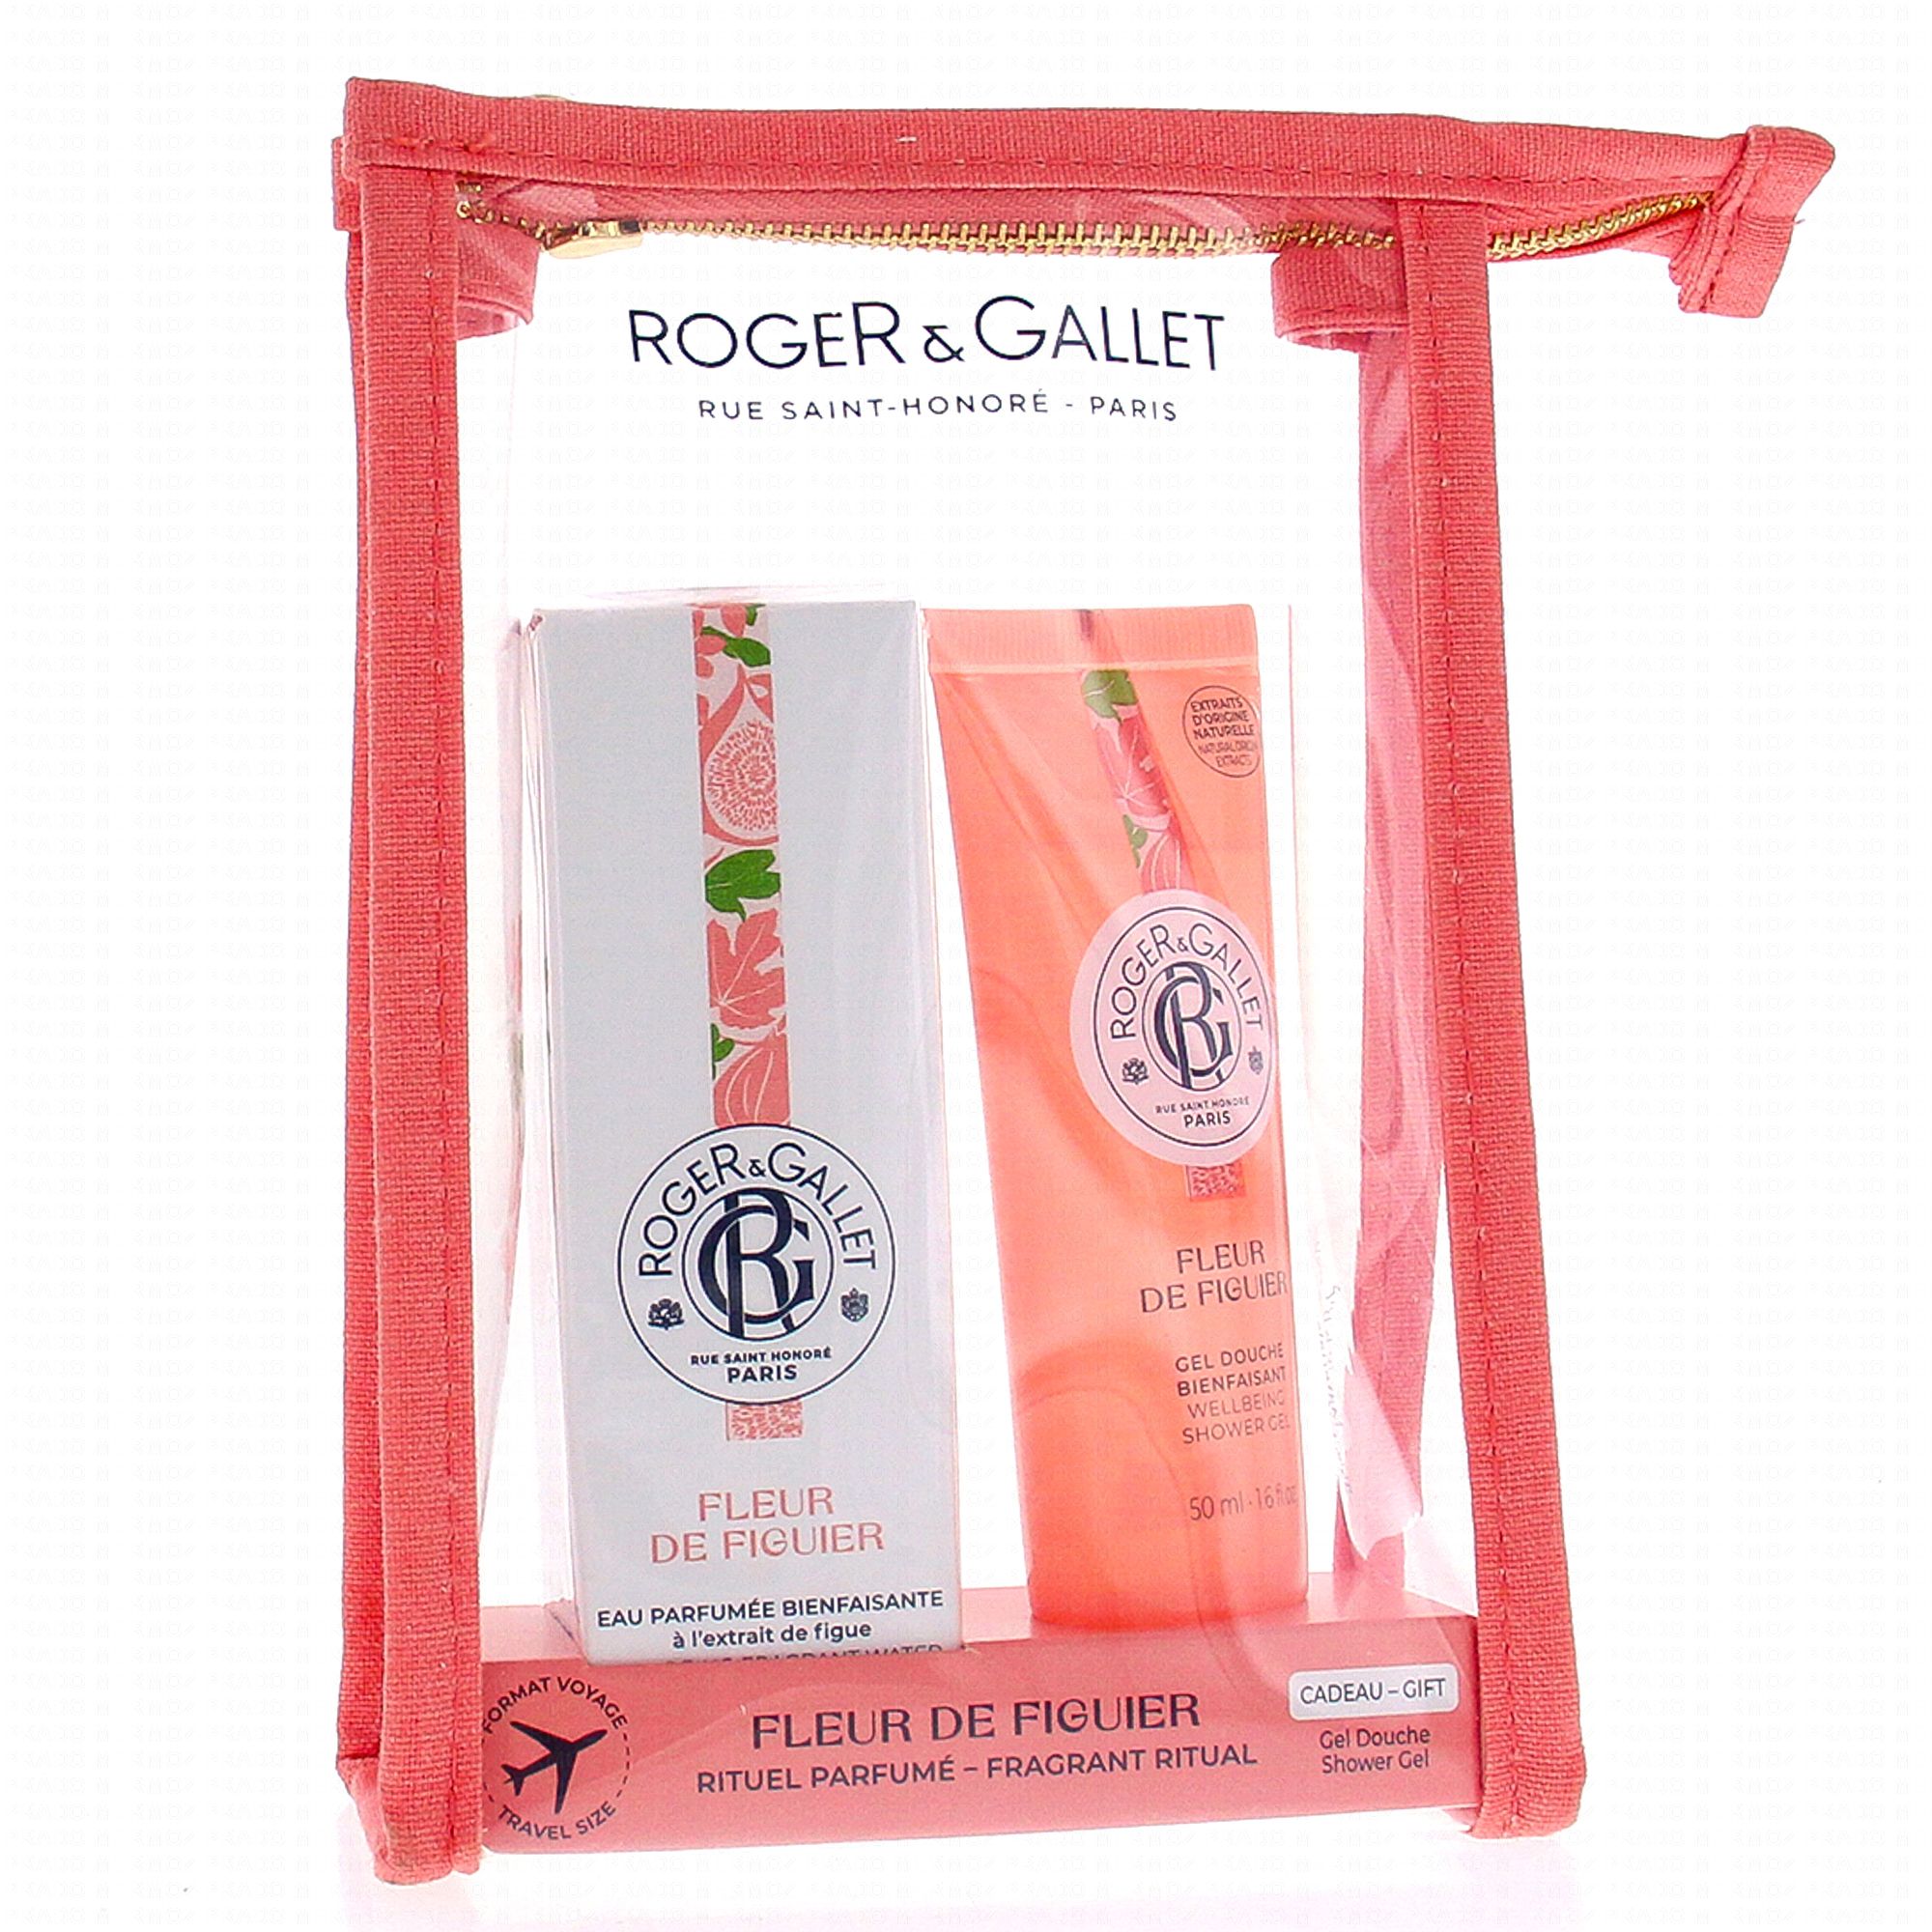 ROGER & GALLET
RUE SAINT-HONORÉ - PARIS
ROGER & GALLET
RG
RUE SAINT HONORÉ
PARIS
FLEUR
DE FIGUIER
EAU PARFUMÉE BIENFAISANTE
à l'extrait de figue
EXTRAITS
D'ORIGINE
NATURELLE
NATURAL ORIGIN
EXTRACTS
ROGER & GALLET
RG
RUE SAINT HONORÉ
PARIS
FLEUR
DE FIGUIER
GEL DOUCHE
BIENFAISANT
WELLBEING
SHOWER GEL
50 ml
FORMAT VOYAGE
TRAVEL SIZE
FLEUR DE FIGUIER
RITUEL PARFUMÉ – FRAGRANT RITUAL
CADEAU – GIFT
Gel Douche
Shower Gel